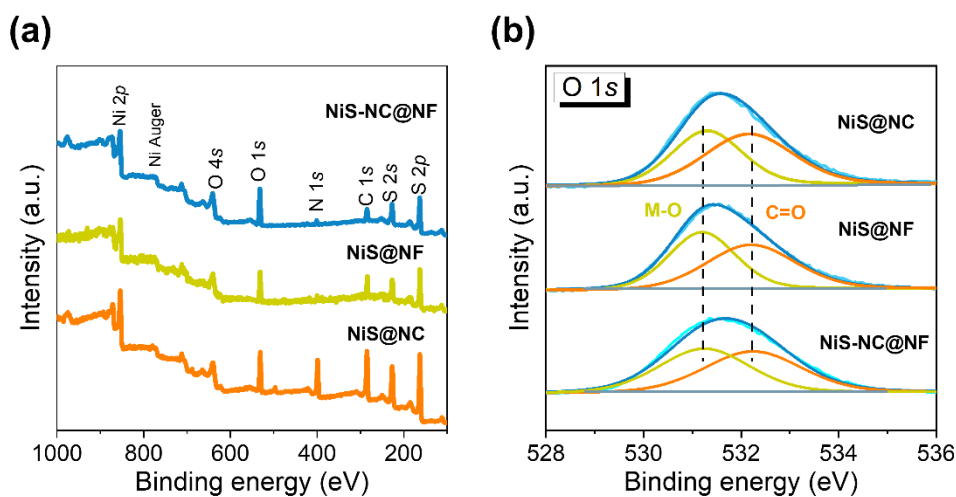 (a)
Ni 2p
Ni Auger
O 4s
O 1s
N 1s
C 1s
S 2s
S 2p
NiS-NC@NF
NiS@NF
NiS@NC
Intensity (a.u.)
1000 800 600 400 200
Binding energy (eV)
(b)
O 1s
NiS@NC
M-O
C=O
NiS@NF
NiS-NC@NF
Intensity (a.u.)
528 530 532 534 536
Binding energy (eV)